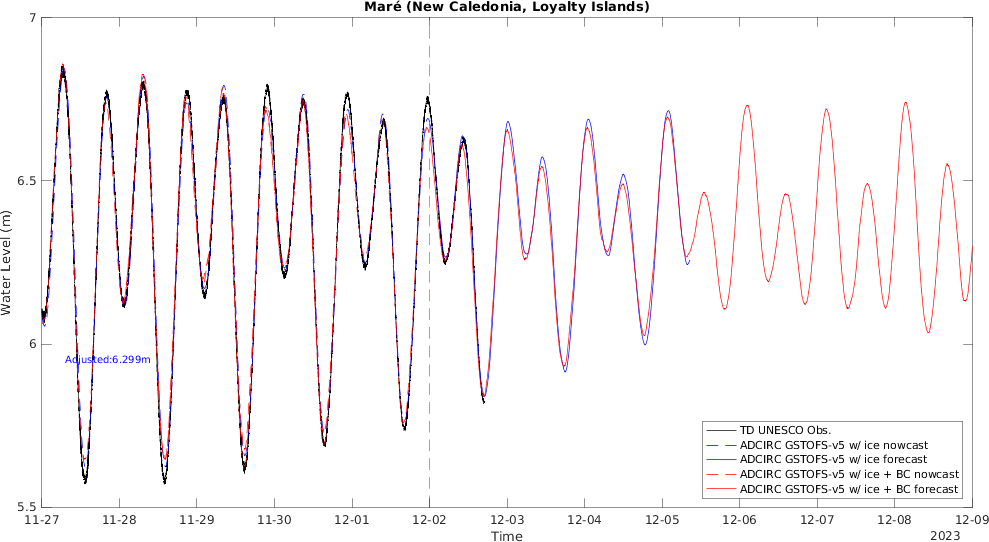 Maré (New Caledonia, Loyalty Islands)
7
6.5
6
5.5
Water Level (m)
Adjusted:6.299m
TD UNESCO Obs.
ADCIRC GSTOFS-v5 w/ ice nowcast
ADCIRC GSTOFS-v5 w/ ice forecast
ADCIRC GSTOFS-v5 w/ ice + BC nowcast
ADCIRC GSTOFS-v5 w/ ice + BC forecast
11-27 11-28 11-29 11-30 12-01 12-02 12-03 12-04 12-05 12-06 12-07 12-08 12-09
Time
2023